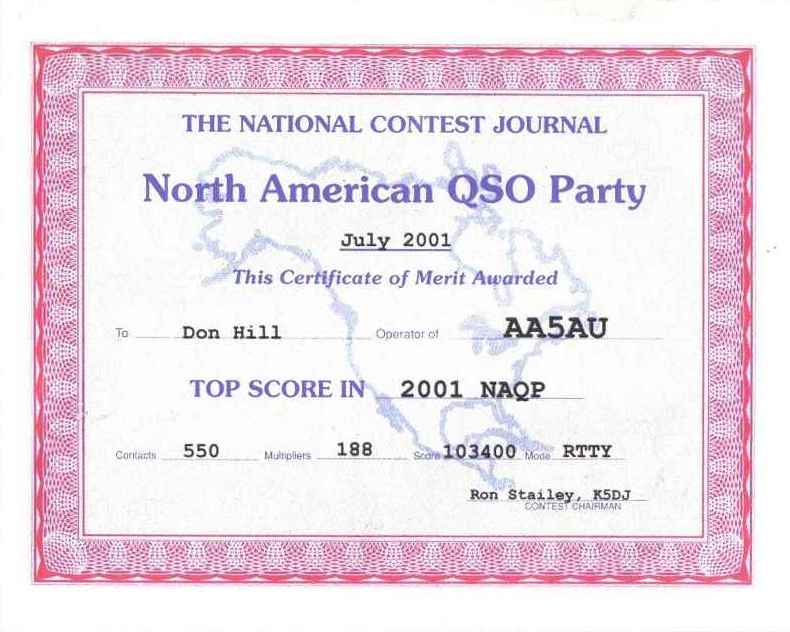 THE NATIONAL CONTEST JOURNAL
North American QSO Party
July 2001
This Certificate of Merit Awarded
To Don Hill Operator of AA5AU
TOP SCORE IN 2001 NAQP
Contacts 550 Multipliers 188 Score 103400 Mode RTTY
Ron Stailey, K5DJ
CONTEST CHAIRMAN